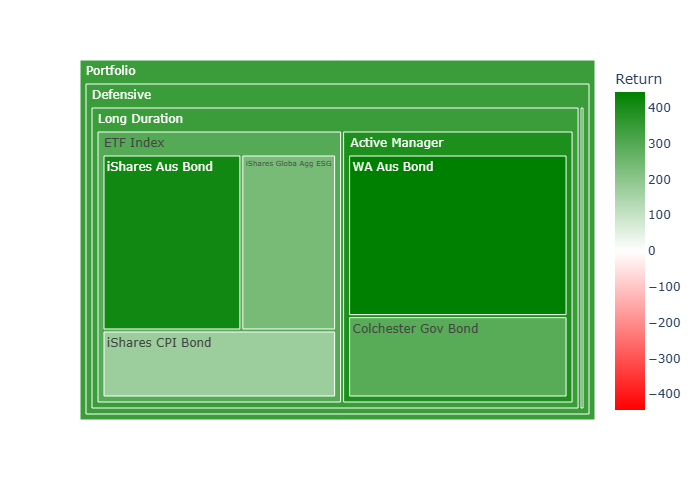 Portfolio
Defensive
Long Duration
ETF Index
Active Manager
iShares Aus Bond
iShares Globa Agg ESG
WA Aus Bond
iShares CPI Bond
Colchester Gov Bond
Return
400
300
200
100
0
−100
−200
−300
−400